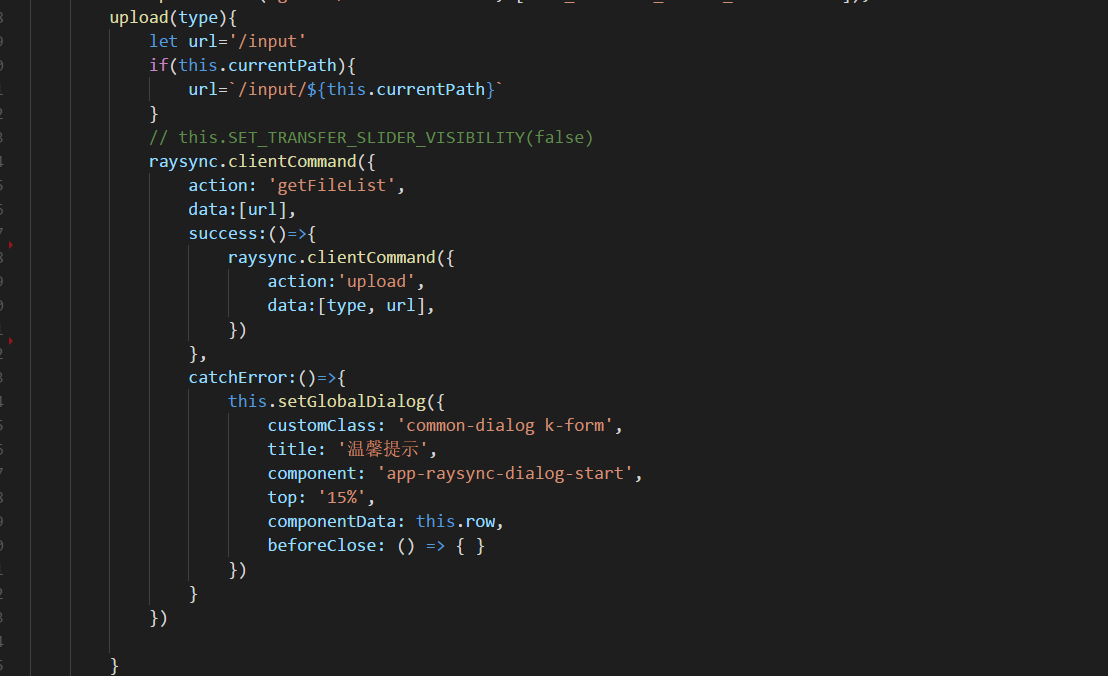 upload(type){
let url='/input'
if(this.currentPath){
url=`/input/${this.currentPath}`
}
// this.SET_TRANSFER_SLIDER_VISIBILITY(false)
raysync.clientCommand({
action: 'getFileList',
data:[url],
success:()=>{
raysync.clientCommand({
action:'upload',
data:[type, url],
})
},
catchError:()=>{
this.setGlobalDialog({
customClass: 'common-dialog k-form',
title: '温馨提示',
component: 'app-raysync-dialog-start',
top: '15%',
componentData: this.row,
beforeClose: () => { }
})
}
})
}